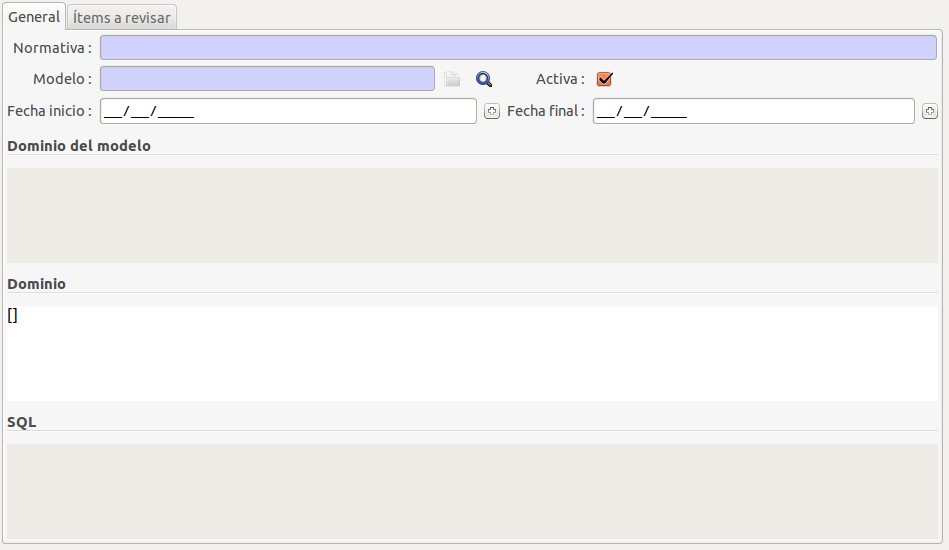 General Ítems a revisar
Normativa :
Modelo : Activa :
Fecha inicio : __/__/____ Fecha final : __/__/____
Dominio del modelo
Dominio
[]
SQL